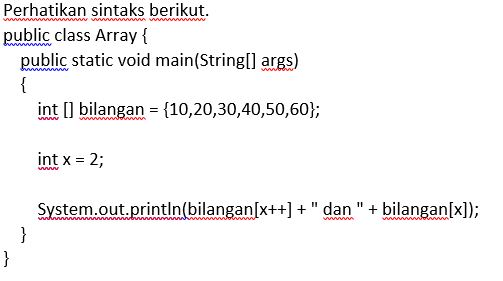 Perhatikan sintaks berikut.
public class Array {
public static void main(String[] args)
{
int [] bilangan = {10,20,30,40,50,60};
int x = 2;
System.out.println(bilangan[x++] + " dan " + bilangan[x]);
}
}